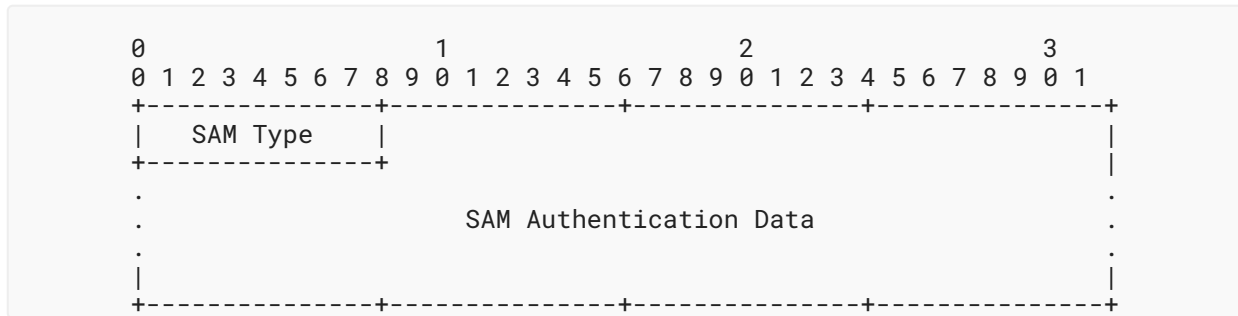 0                   1                   2                   3
0 1 2 3 4 5 6 7 8 9 0 1 2 3 4 5 6 7 8 9 0 1 2 3 4 5 6 7 8 9 0 1
+---------------+---------------+---------------+---------------+
|   SAM Type    |                                               |
+---------------+                                               |
.                                                               .
.                     SAM Authentication Data                   .
.                                                               .
|                                                               |
+---------------+---------------+---------------+---------------+